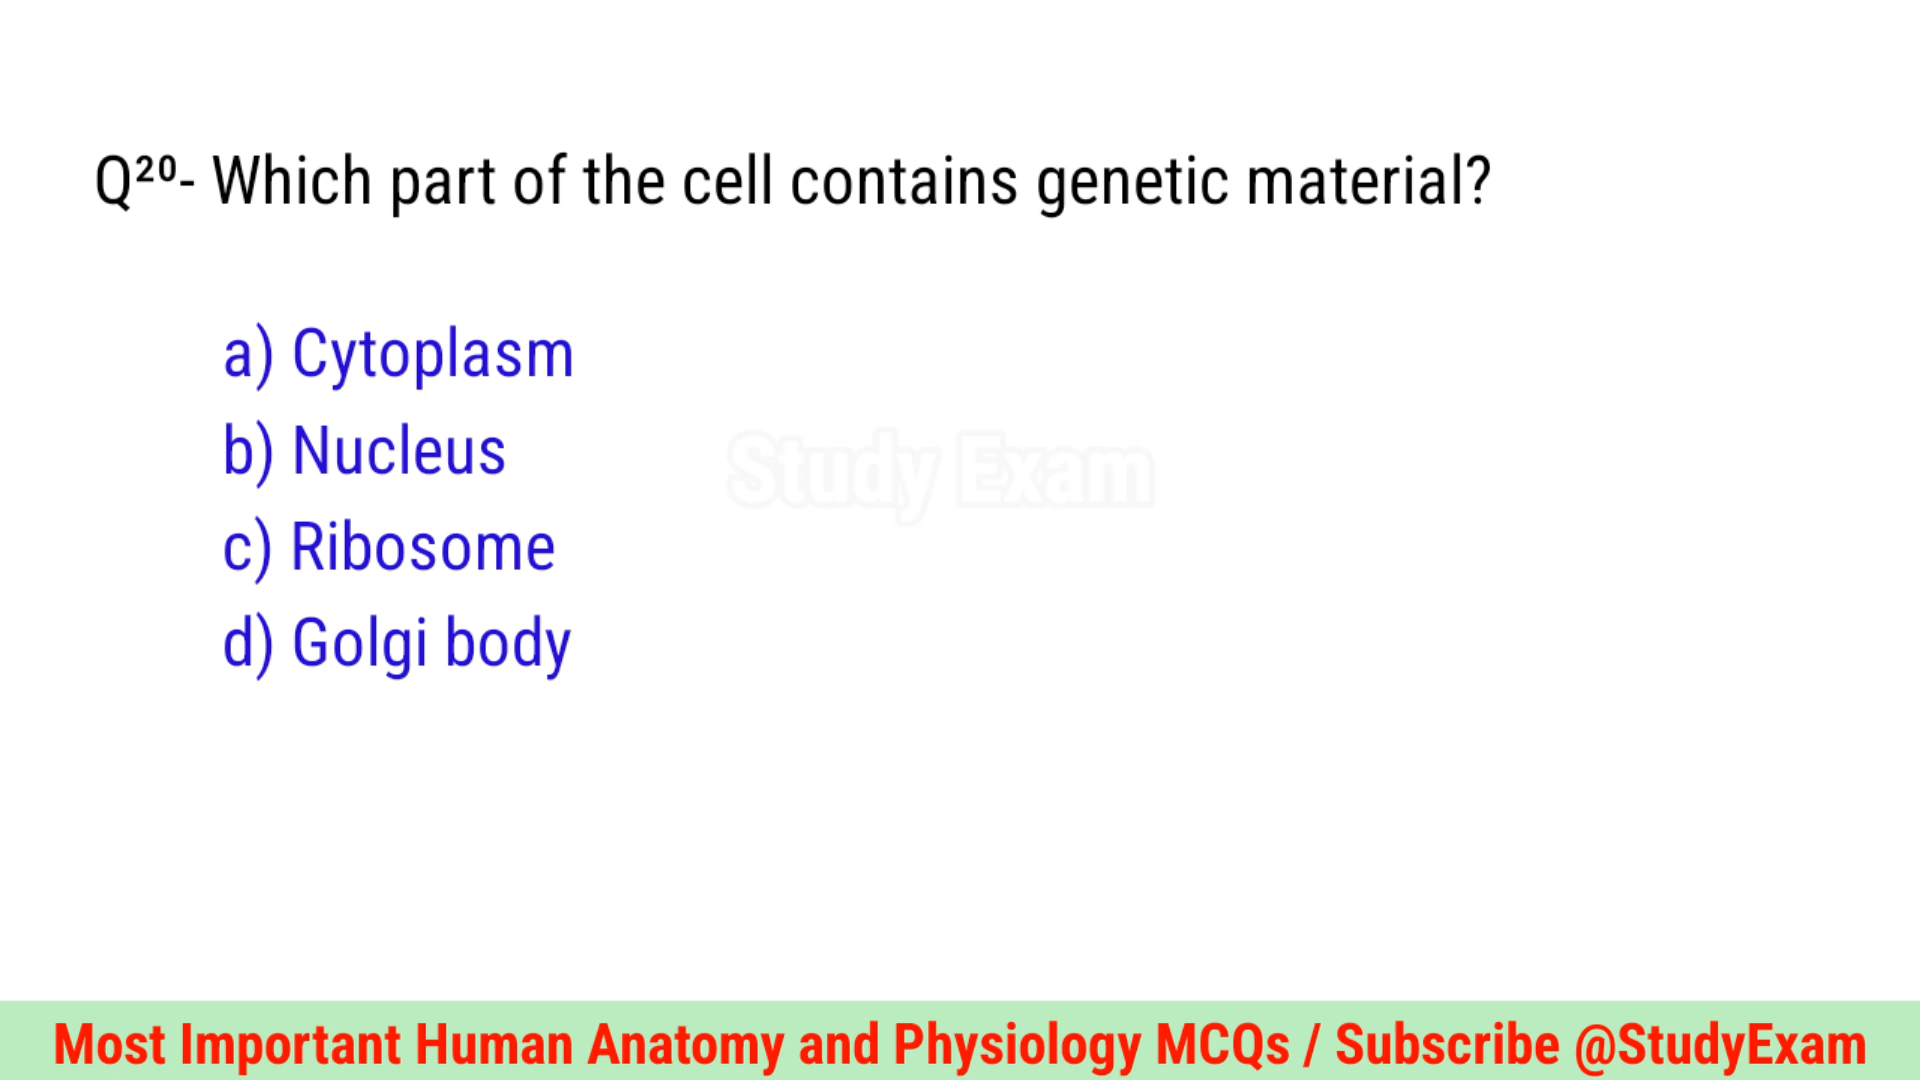 Q²⁰- Which part of the cell contains genetic material?
a) Cytoplasm
b) Nucleus
Study Exam
c) Ribosome
d) Golgi body
Most Important Human Anatomy and Physiology MCQs / Subscribe @StudyExam